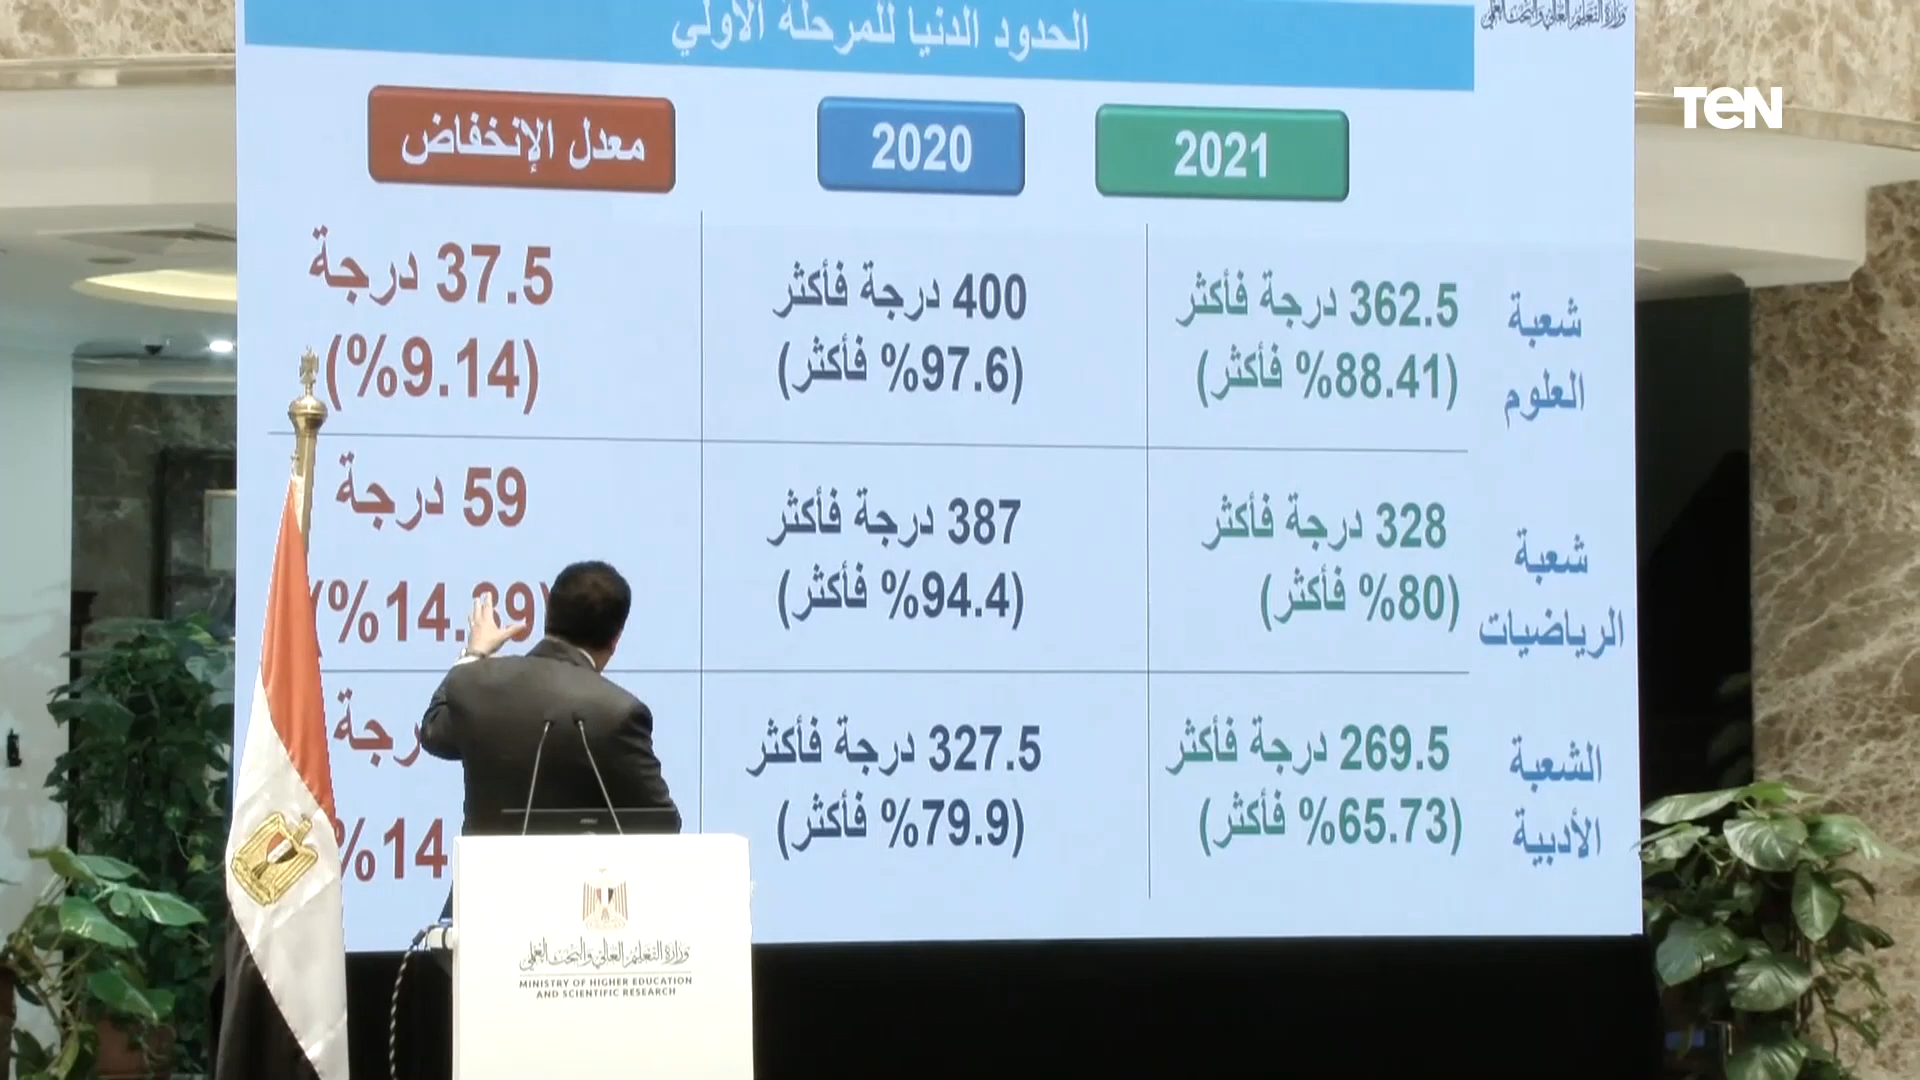 الحدود الدنيا للمرحلة الأولي
وزارة التعليم العالي والبحث العلمي
TeN
2021
2020
معدل الإنخفاض
شعبة
العلوم
362.5 درجة فأكثر
(88.41% فأكثر)
400 درجة فأكثر
(97.6% فأكثر)
37.5 درجة
(9.14%)
شعبة
الرياضيات
328 درجة فأكثر
(80% فأكثر)
387 درجة فأكثر
(94.4% فأكثر)
59 درجة
الشعبة
الأدبية
269.5 درجة فأكثر
(65.73% فأكثر)
327.5 درجة فأكثر
(79.9% فأكثر)
وزارة التعليم العالي والبحث العلمي
MINISTRY OF HIGHER EDUCATION
AND SCIENTIFIC RESEARCH